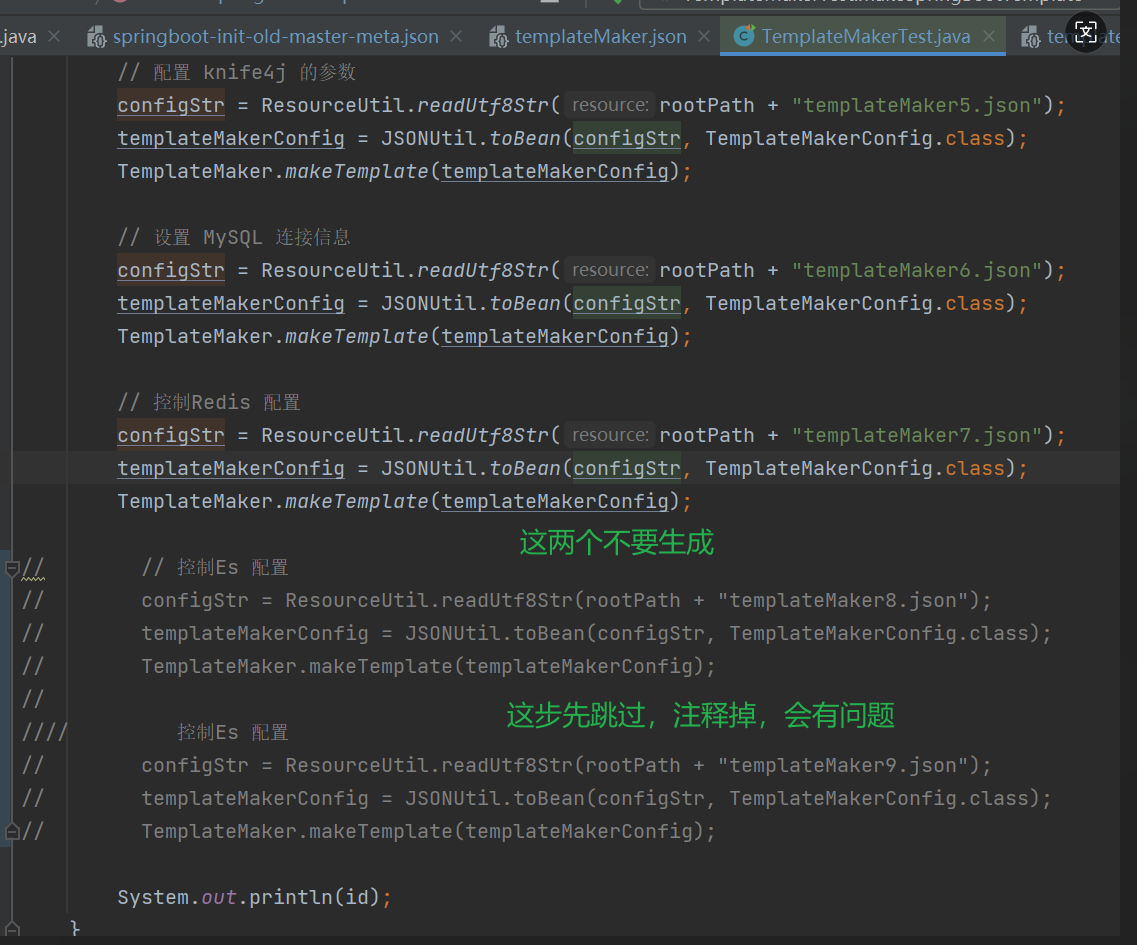 .java springboot-init-old-master-meta.json templateMaker.json TemplateMakerTest.java
// 配置 knife4j 的参数
configStr = ResourceUtil.readUtf8Str( resource: rootPath + "templateMaker5.json");
templateMakerConfig = JSONUtil.toBean(configStr, TemplateMakerConfig.class);
TemplateMaker.makeTemplate(templateMakerConfig);
// 设置 MySQL 连接信息
configStr = ResourceUtil.readUtf8Str( resource: rootPath + "templateMaker6.json");
templateMakerConfig = JSONUtil.toBean(configStr, TemplateMakerConfig.class);
TemplateMaker.makeTemplate(templateMakerConfig);
// 控制Redis 配置
configStr = ResourceUtil.readUtf8Str( resource: rootPath + "templateMaker7.json");
templateMakerConfig = JSONUtil.toBean(configStr, TemplateMakerConfig.class);
TemplateMaker.makeTemplate(templateMakerConfig);
这两个不要生成
// // 控制Es 配置
// configStr = ResourceUtil.readUtf8Str(rootPath + "templateMaker8.json");
// templateMakerConfig = JSONUtil.toBean(configStr, TemplateMakerConfig.class);
// TemplateMaker.makeTemplate(templateMakerConfig);
//
这步先跳过，注释掉，会有问题
//// 控制Es 配置
// configStr = ResourceUtil.readUtf8Str(rootPath + "templateMaker9.json");
// templateMakerConfig = JSONUtil.toBean(configStr, TemplateMakerConfig.class);
// TemplateMaker.makeTemplate(templateMakerConfig);
System.out.println(id);
}